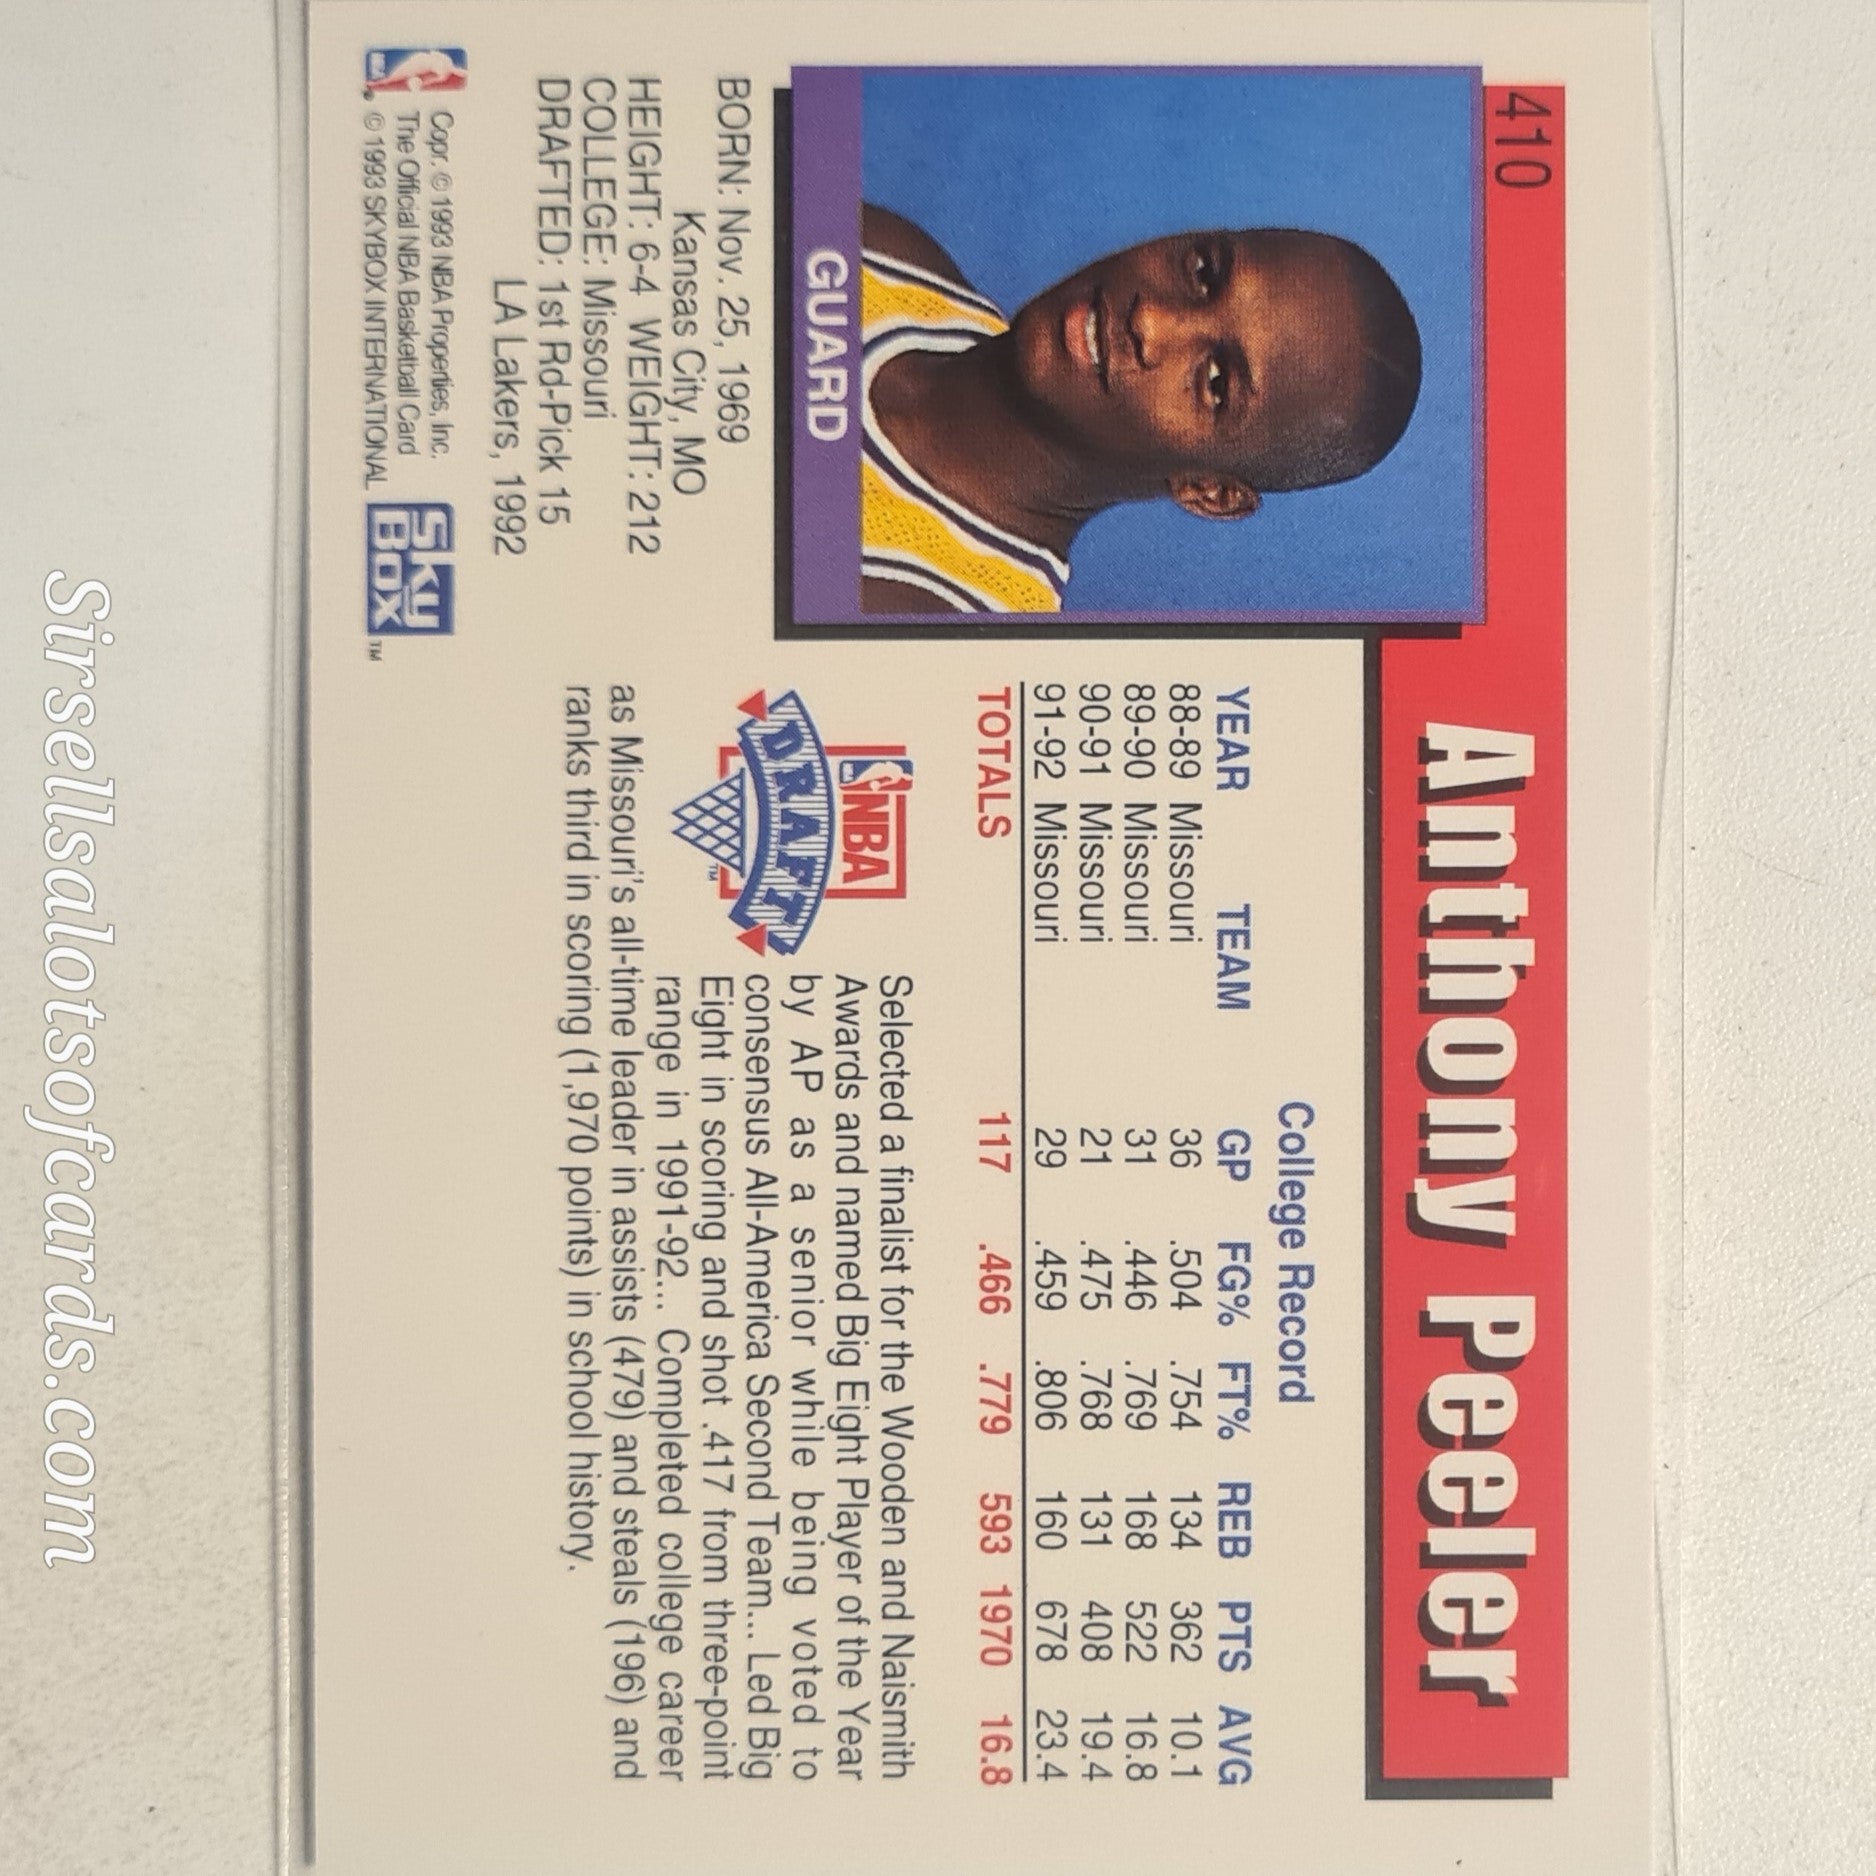 410
Anthony Peeler
GUARD
BORN: Nov. 25, 1969
Kansas City, MO
HEIGHT: 6-4 WEIGHT: 212
COLLEGE: Missouri
DRAFTED: 1st Rd-Pick 15
LA Lakers, 1992
Copr. © 1993 NBA Properties, Inc.
The Official NBA Basketball Card
© 1993 SKYBOX INTERNATIONAL
SKY
BOX™
College Record
YEAR TEAM GP FG% FT% REB PTS AVG
88-89 Missouri 36 .504 .754 134 362 10.1
89-90 Missouri 31 .446 .769 168 522 16.8
90-91 Missouri 21 .475 .768 131 408 19.4
91-92 Missouri 29 .459 .806 160 678 23.4
TOTALS 117 .466 .779 593 1970 16.8
NBA
DRAFT
™
Selected a finalist for the Wooden and Naismith
Awards and named Big Eight Player of the Year
by AP as a senior while being voted to
consensus All-America Second Team... Led Big
Eight in scoring and shot .417 from three-point
range in 1991-92... Completed college career
as Missouri's all-time leader in assists (479) and steals (196) and
ranks third in scoring (1,970 points) in school history.
Sirsellsalotsofcards.com